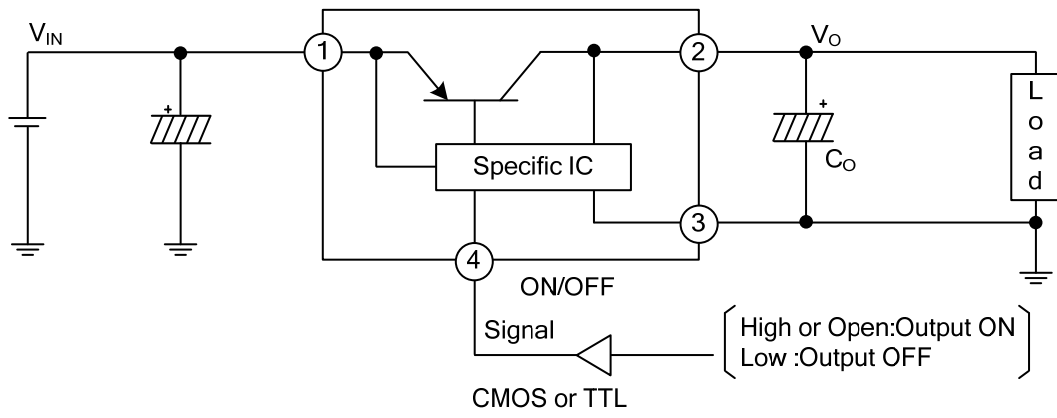 V_IN
1
2
V_O
+
+
Load
Specific IC
C_O
3
4
ON/OFF
Signal
High or Open:Output ON
Low :Output OFF
CMOS or TTL